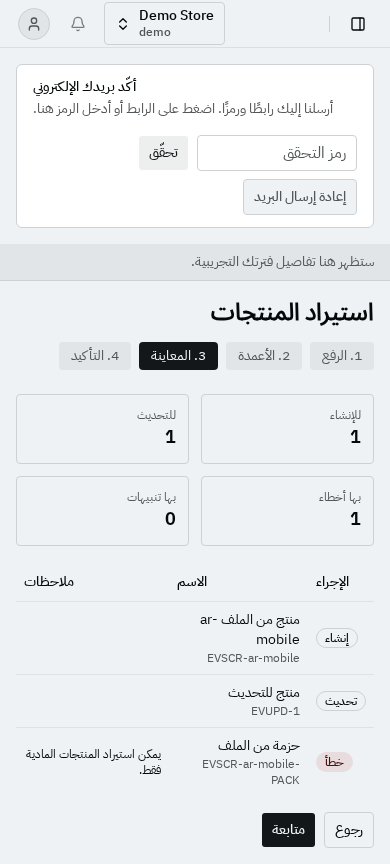 Demo Store
demo
أكّد بريدك الإلكتروني
أرسلنا إليك رابطًا ورمزًا. اضغط على الرابط أو أدخل الرمز هنا.
رمز التحقق
تحقّق
إعادة إرسال البريد
ستظهر هنا تفاصيل فترتك التجريبية.
استيراد المنتجات
1. الرفع
2. الأعمدة
3. المعاينة
4. التأكيد
للإنشاء
1
للتحديث
1
بها أخطاء
1
بها تنبيهات
0
الإجراء
الاسم
ملاحظات
إنشاء
منتج من الملف ar-
mobile
EVSCR-ar-mobile
تحديث
منتج للتحديث
EVUPD-1
خطأ
حزمة من الملف
EVSCR-ar-mobile-
PACK
يمكن استيراد المنتجات المادية
فقط.
رجوع
متابعة